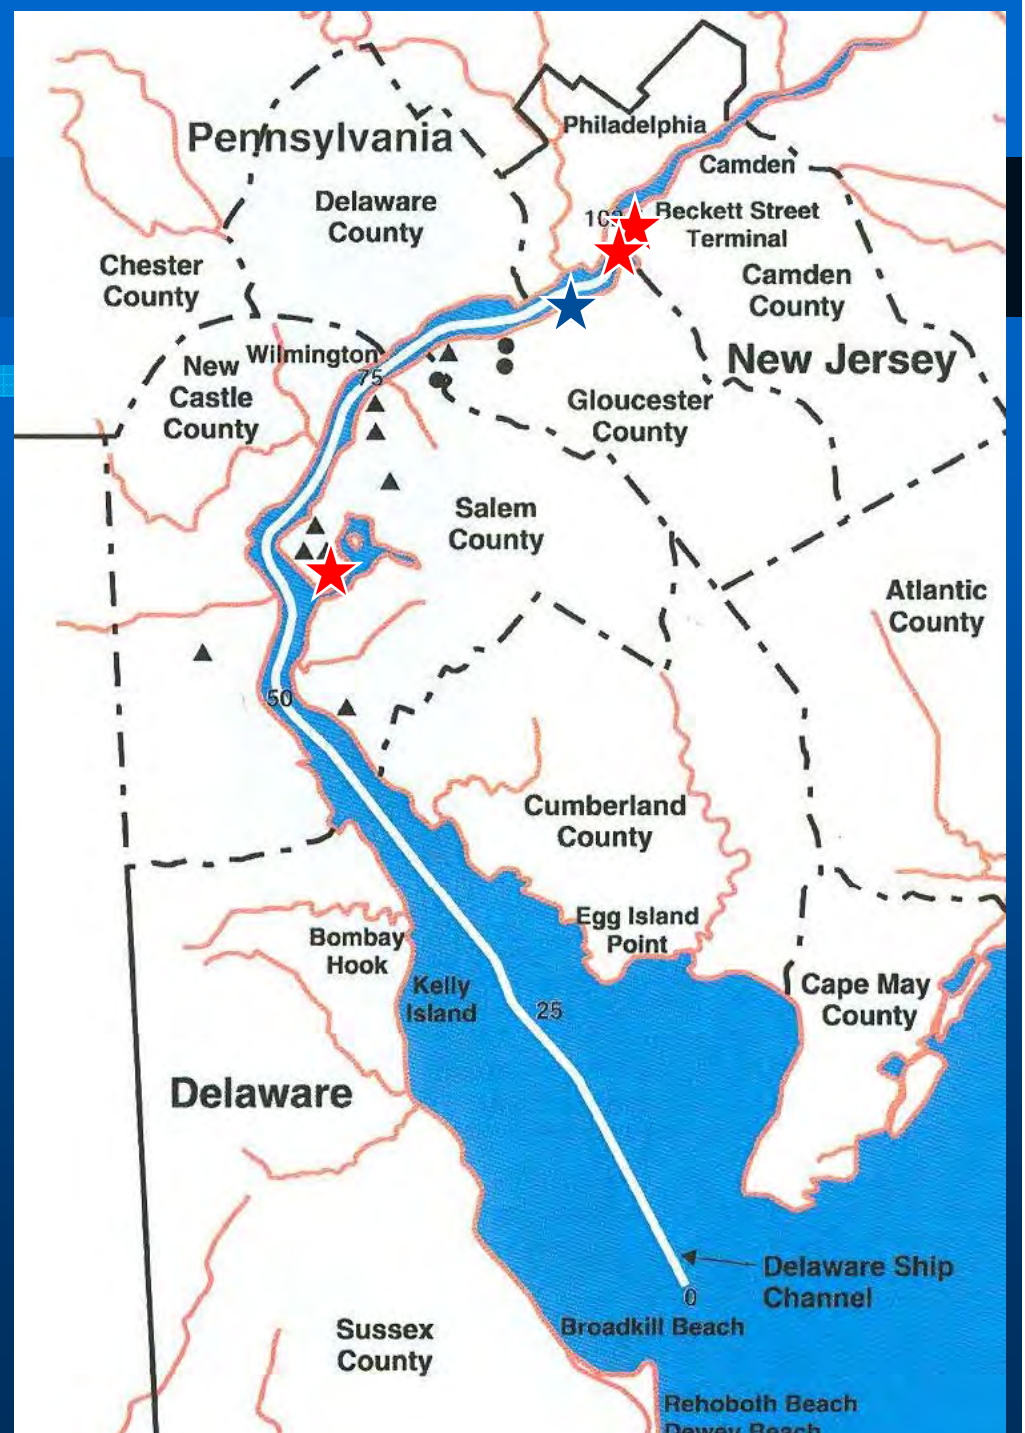 Pennsylvania
Philadelphia
Camden
Delaware
County
Beckett Street
Terminal
Chester
County
Camden
County
New Jersey
Wilmington
New
Castle
County
75
Gloucester
County
Salem
County
Atlantic
County
50
Cumberland
County
Egg Island
Point
Bombay
Hook
Kelly
Island
25
Cape May
County
Delaware
Delaware Ship
Channel
0
Broadkill Beach
Sussex
County
Rehoboth Beach
Dewey Beach